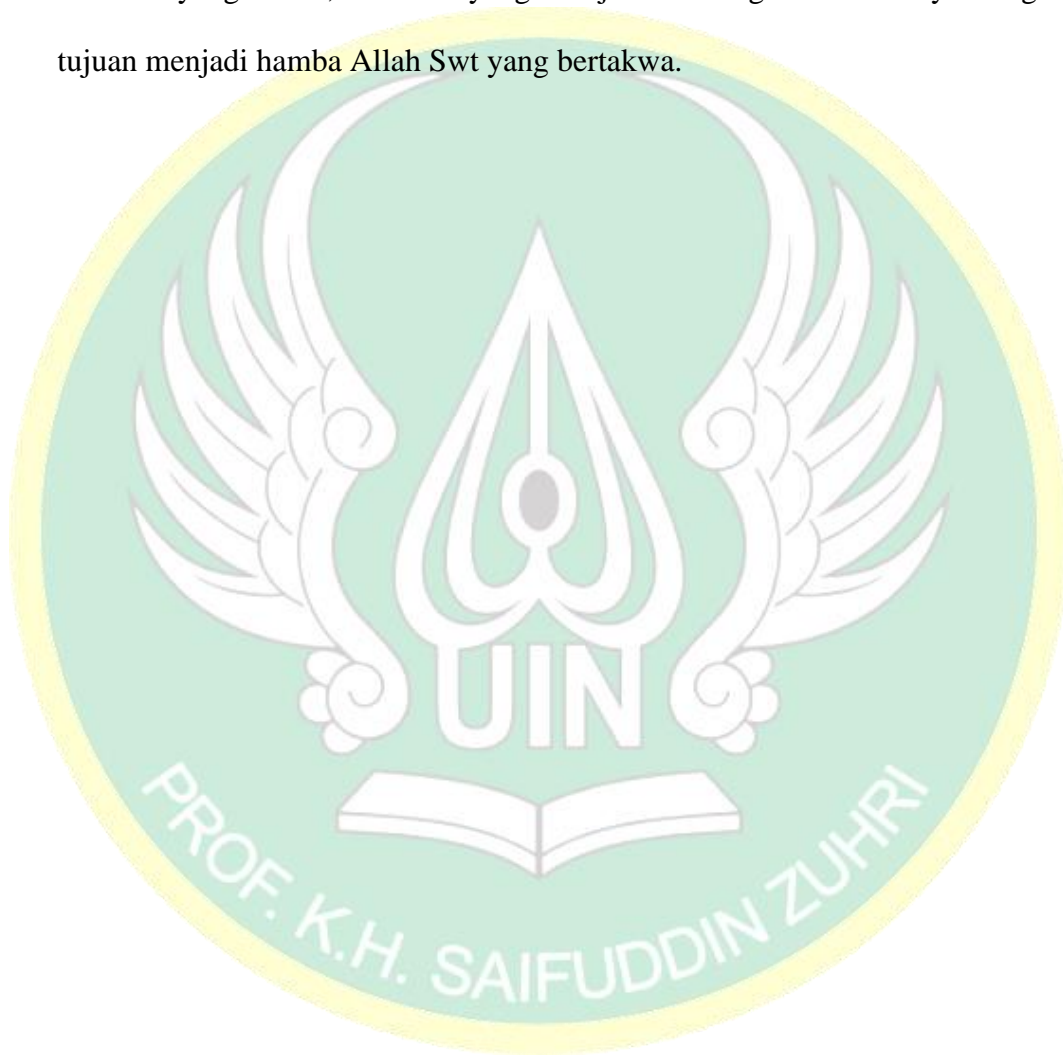 tujuan menjadi hamba Allah Swt yang bertakwa.
UIN
PROF. K.H. SAIFUDDIN ZUHRI